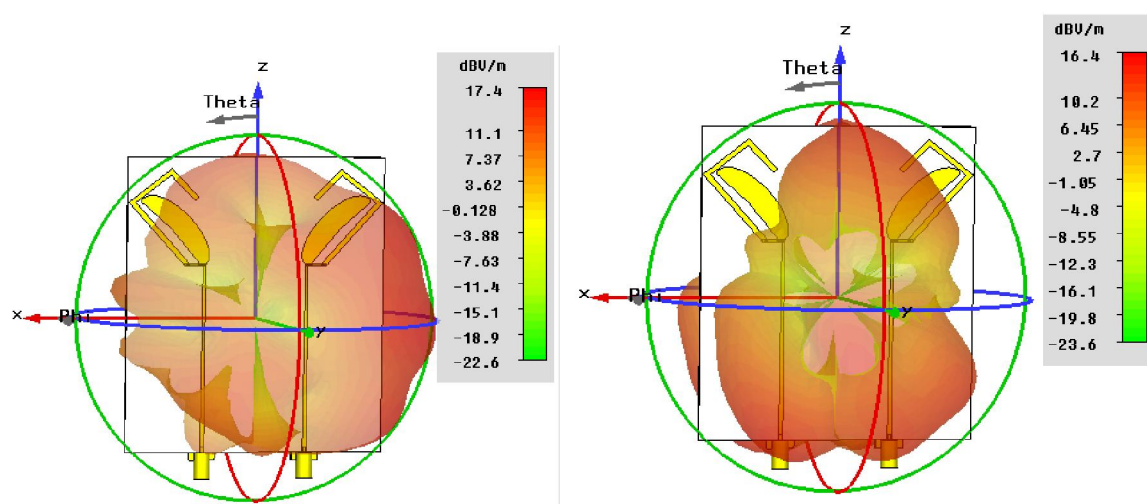 dBV/m
17.4
11.1
7.37
3.62
-0.128
-3.88
-7.63
-11.4
-15.1
-18.9
-22.6
z
Theta
x
Phi
y
dBV/m
16.4
10.2
6.45
2.7
-1.05
-4.8
-8.55
-12.3
-16.1
-19.8
-23.6
z
Theta
x
Phi
y